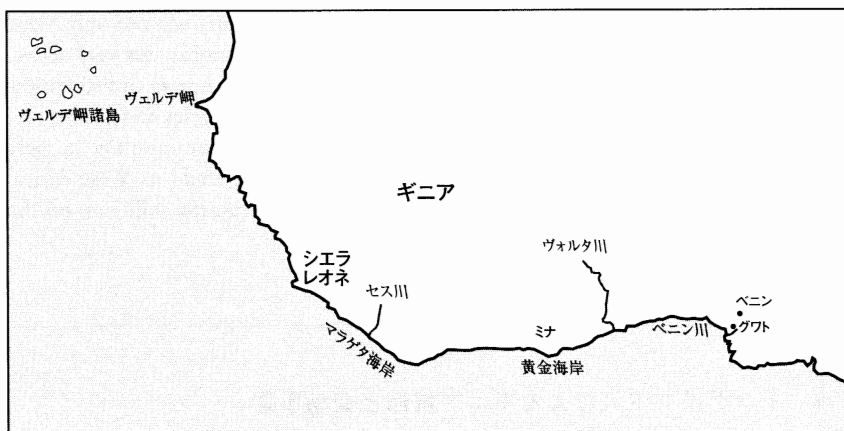 ヴェルデ岬諸島
ヴェルデ岬
ギニア
シエラ
レオネ
セス川
マラゲタ海岸
ヴォルタ川
ミナ
黄金海岸
ベニン川
ベニン
グワト